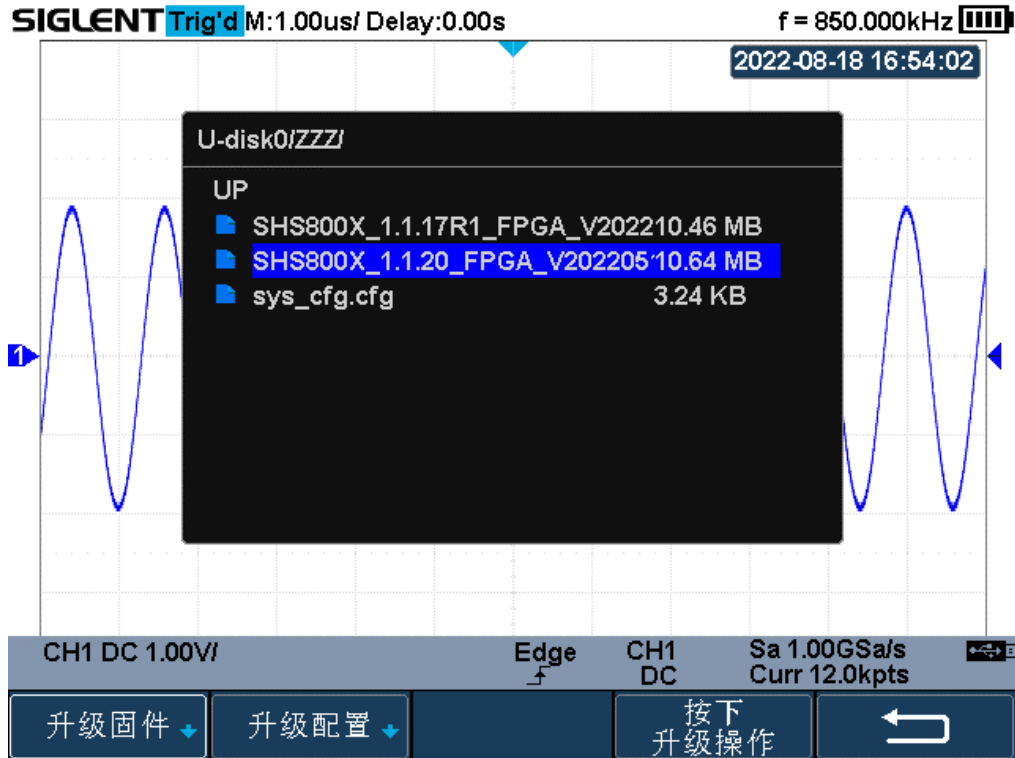 SIGLENT Trig'd M:1.00us/ Delay:0.00s f = 850.000kHz
2022-08-18 16:54:02
U-disk0/ZZZ/
UP
SHS800X_1.1.17R1_FPGA_V202210.46 MB
SHS800X_1.1.20_FPGA_V202205 10.64 MB
sys_cfg.cfg 3.24 KB
1
CH1 DC 1.00V/ Edge CH1 Sa 1.00GSa/s
DC Curr 12.0kpts
升级固件 升级配置 按下
升级操作